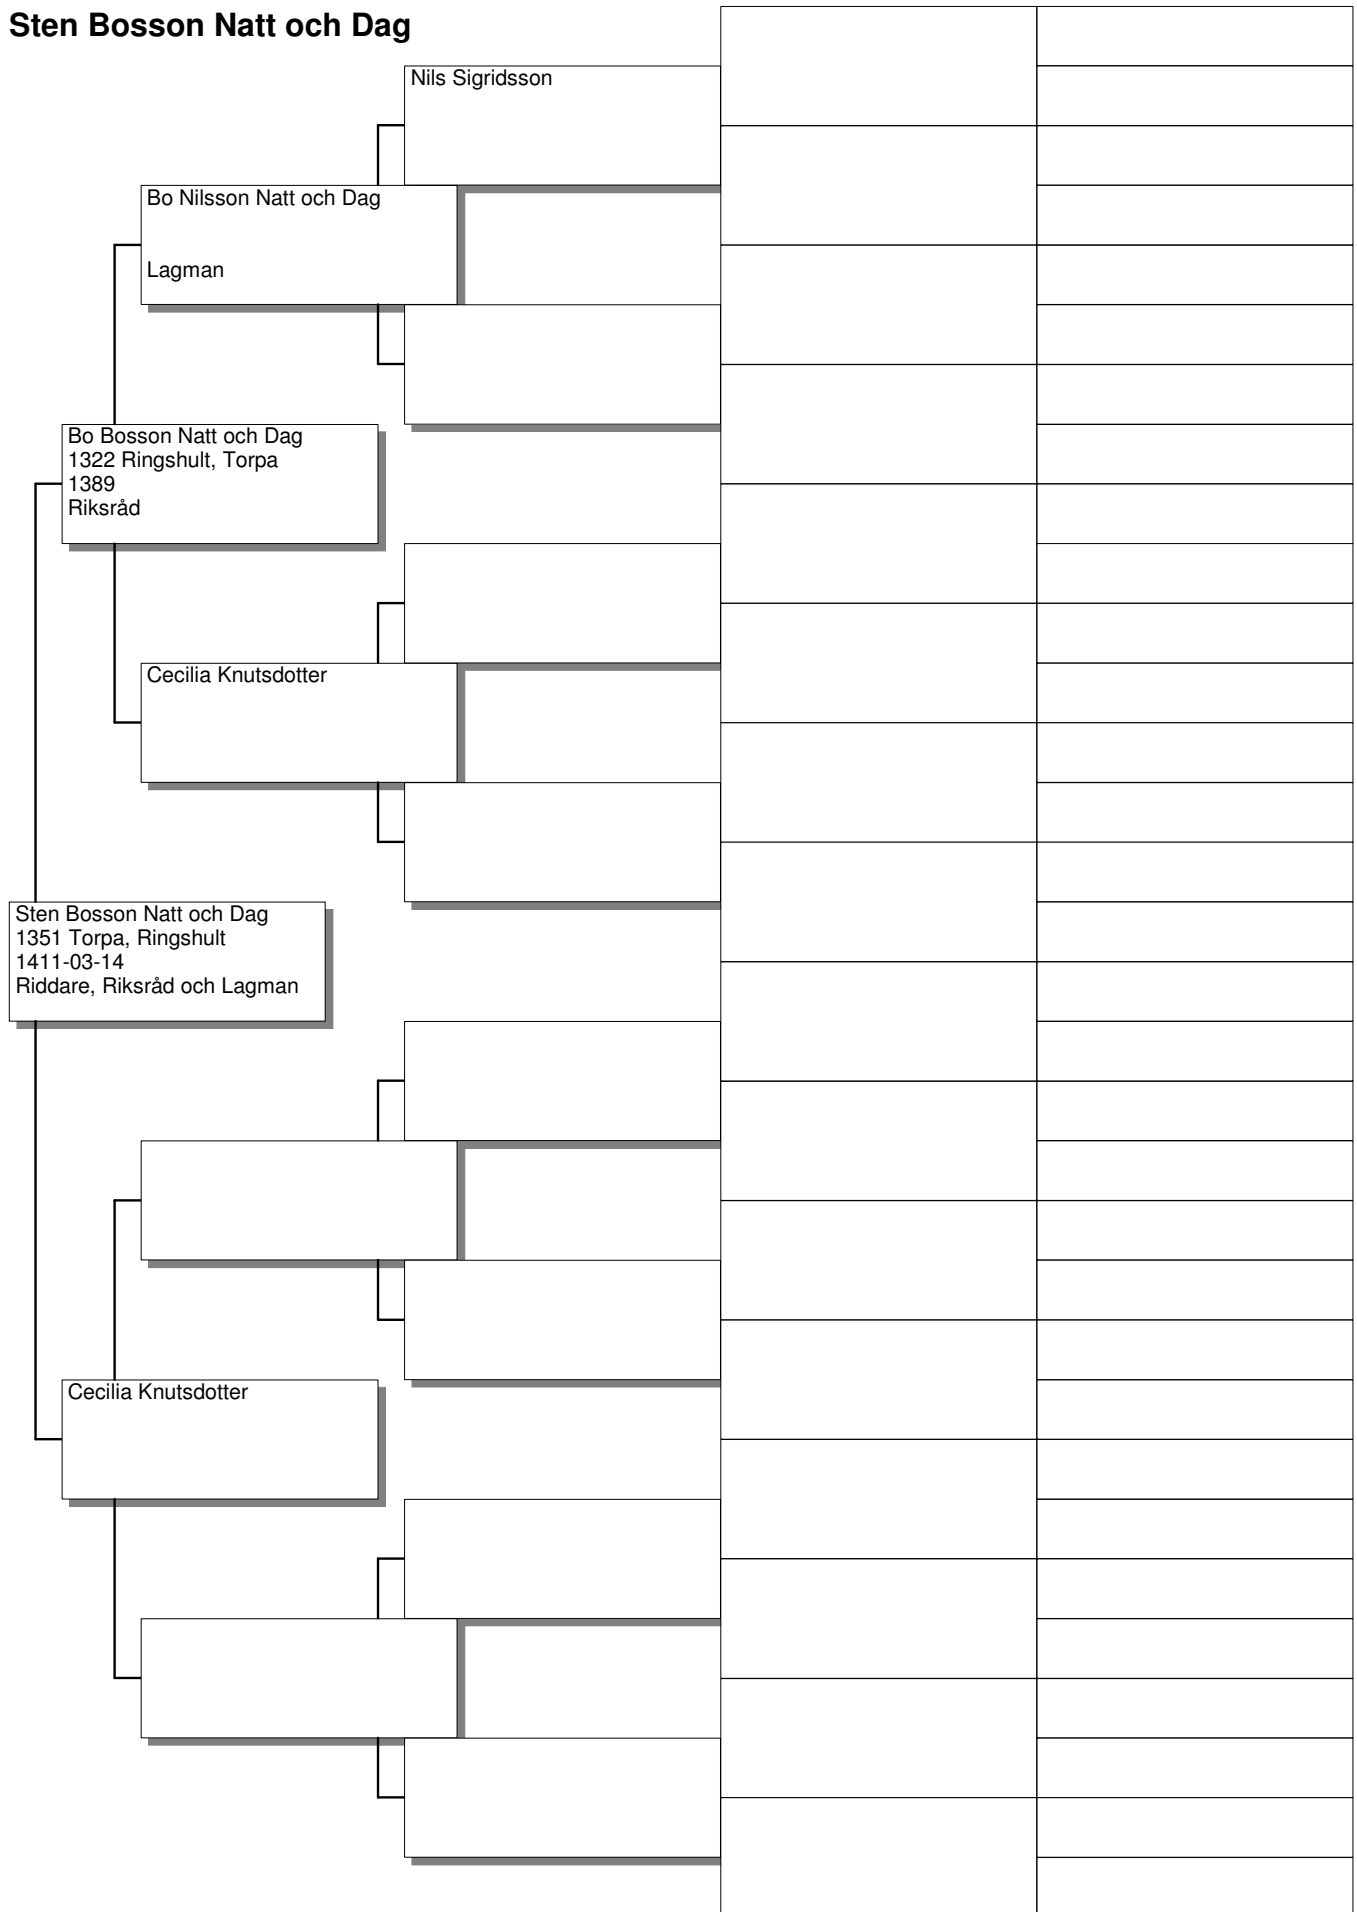 Sten Bosson Natt och Dag
Nils Sigridsson
Bo Nilsson Natt och Dag
Lagman
Bo Bosson Natt och Dag
1322 Ringshult, Torpa
1389
Riksråd
Cecilia Knutsdotter
Sten Bosson Natt och Dag
1351 Torpa, Ringshult
1411-03-14
Riddare, Riksråd och Lagman
Cecilia Knutsdotter